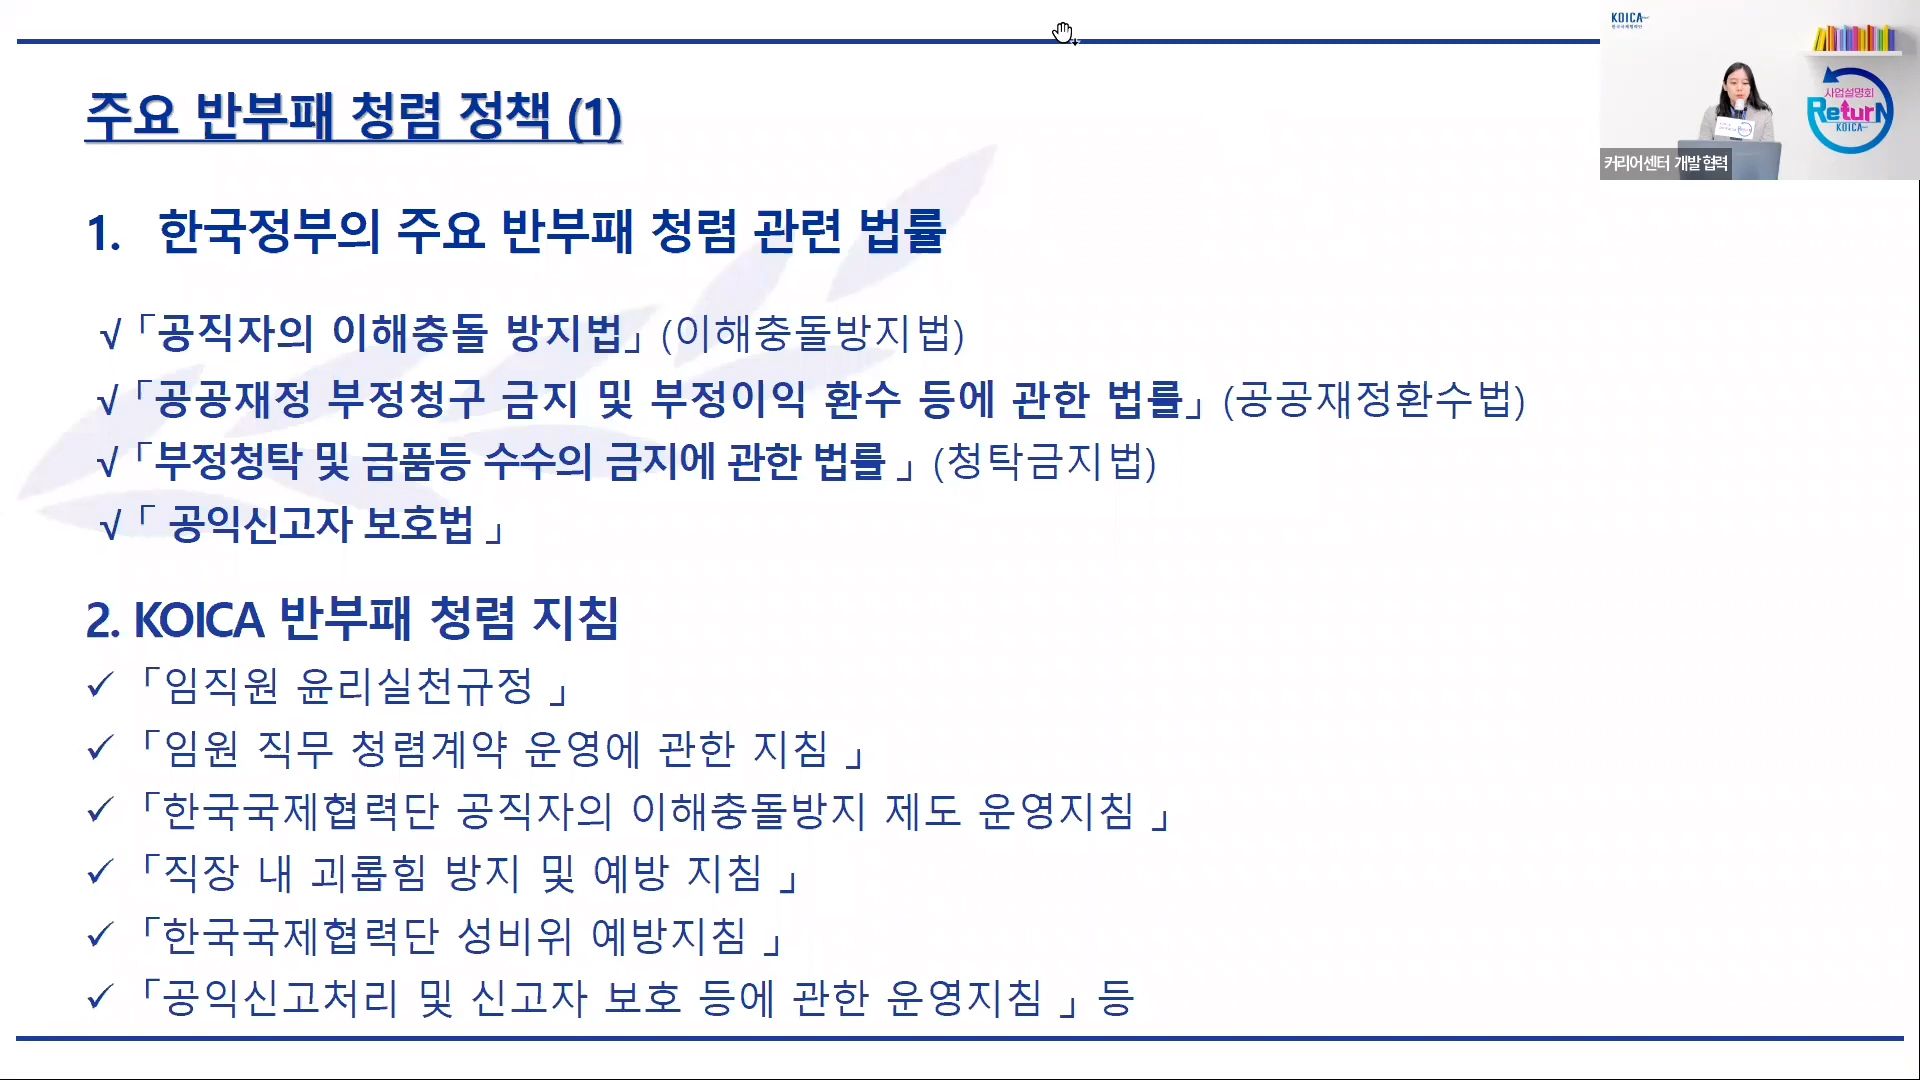 주요 반부패 청렴 정책 (1)
1. 한국정부의 주요 반부패 청렴 관련 법률
√「공직자의 이해충돌 방지법」(이해충돌방지법)
√「공공재정 부정청구 금지 및 부정이익 환수 등에 관한 법률」(공공재정환수법)
√「부정청탁 및 금품등 수수의 금지에 관한 법률 」(청탁금지법)
√「 공익신고자 보호법 」
2. KOICA 반부패 청렴 지침
✓ 「임직원 윤리실천규정 」
✓ 「임원 직무 청렴계약 운영에 관한 지침 」
✓ 「한국국제협력단 공직자의 이해충돌방지 제도 운영지침 」
✓ 「직장 내 괴롭힘 방지 및 예방 지침 」
✓ 「한국국제협력단 성비위 예방지침 」
✓ 「공익신고처리 및 신고자 보호 등에 관한 운영지침 」 등
KOICA
한국국제협력단
사업설명회
ReturN
KOICA
커리어센터 개발협력